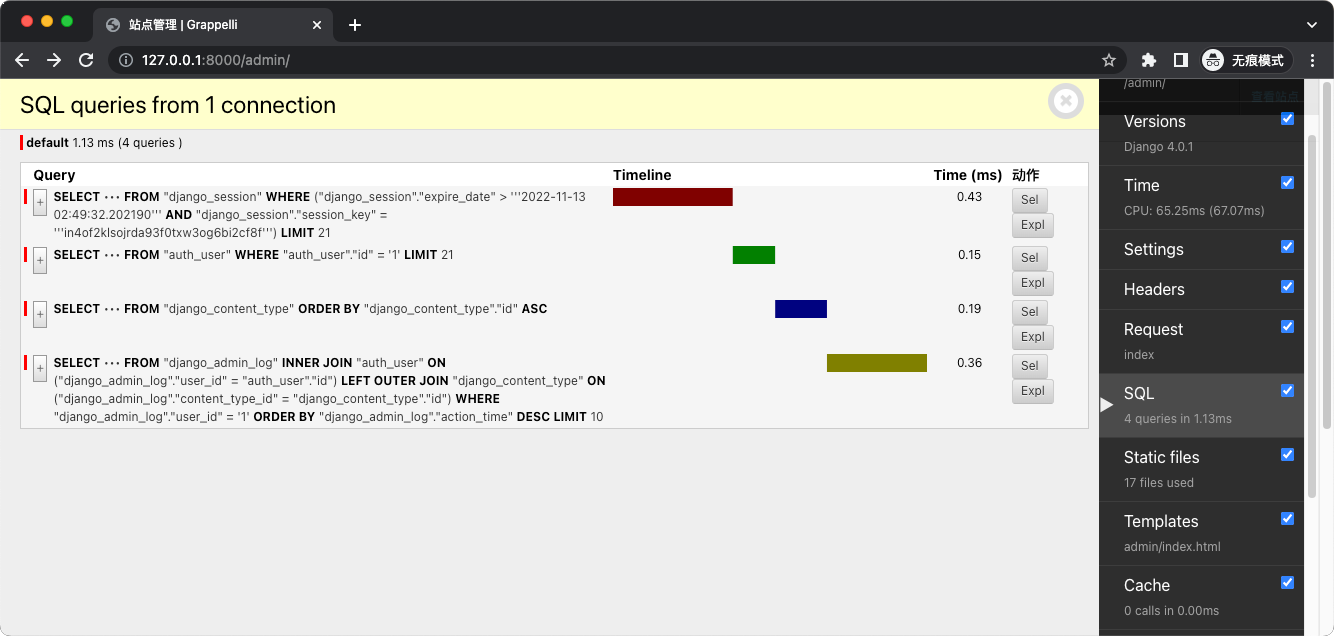 站点管理 | Grappelli
127.0.0.1:8000/admin/
无痕模式
SQL queries from 1 connection
default 1.13 ms (4 queries )
Query Timeline Time (ms) 动作
+ SELECT ••• FROM "django_session" WHERE ("django_session"."expire_date" > '''2022-11-13 0.43 Sel
02:49:32.202190''' AND "django_session"."session_key" =
'''in4of2klsojrda93f0txw3og6bi2cf8f''') LIMIT 21 Expl
+ SELECT ••• FROM "auth_user" WHERE "auth_user"."id" = '1' LIMIT 21 0.15 Sel
Expl
+ SELECT ••• FROM "django_content_type" ORDER BY "django_content_type"."id" ASC 0.19 Sel
Expl
+ SELECT ••• FROM "django_admin_log" INNER JOIN "auth_user" ON 0.36 Sel
("django_admin_log"."user_id" = "auth_user"."id") LEFT OUTER JOIN "django_content_type" ON Expl
("django_admin_log"."content_type_id" = "django_content_type"."id") WHERE
"django_admin_log"."user_id" = '1' ORDER BY "django_admin_log"."action_time" DESC LIMIT 10
/admin/
查看站点
Versions
Django 4.0.1
Time
CPU: 65.25ms (67.07ms)
Settings
Headers
Request
index
SQL
4 queries in 1.13ms
Static files
17 files used
Templates
admin/index.html
Cache
0 calls in 0.00ms